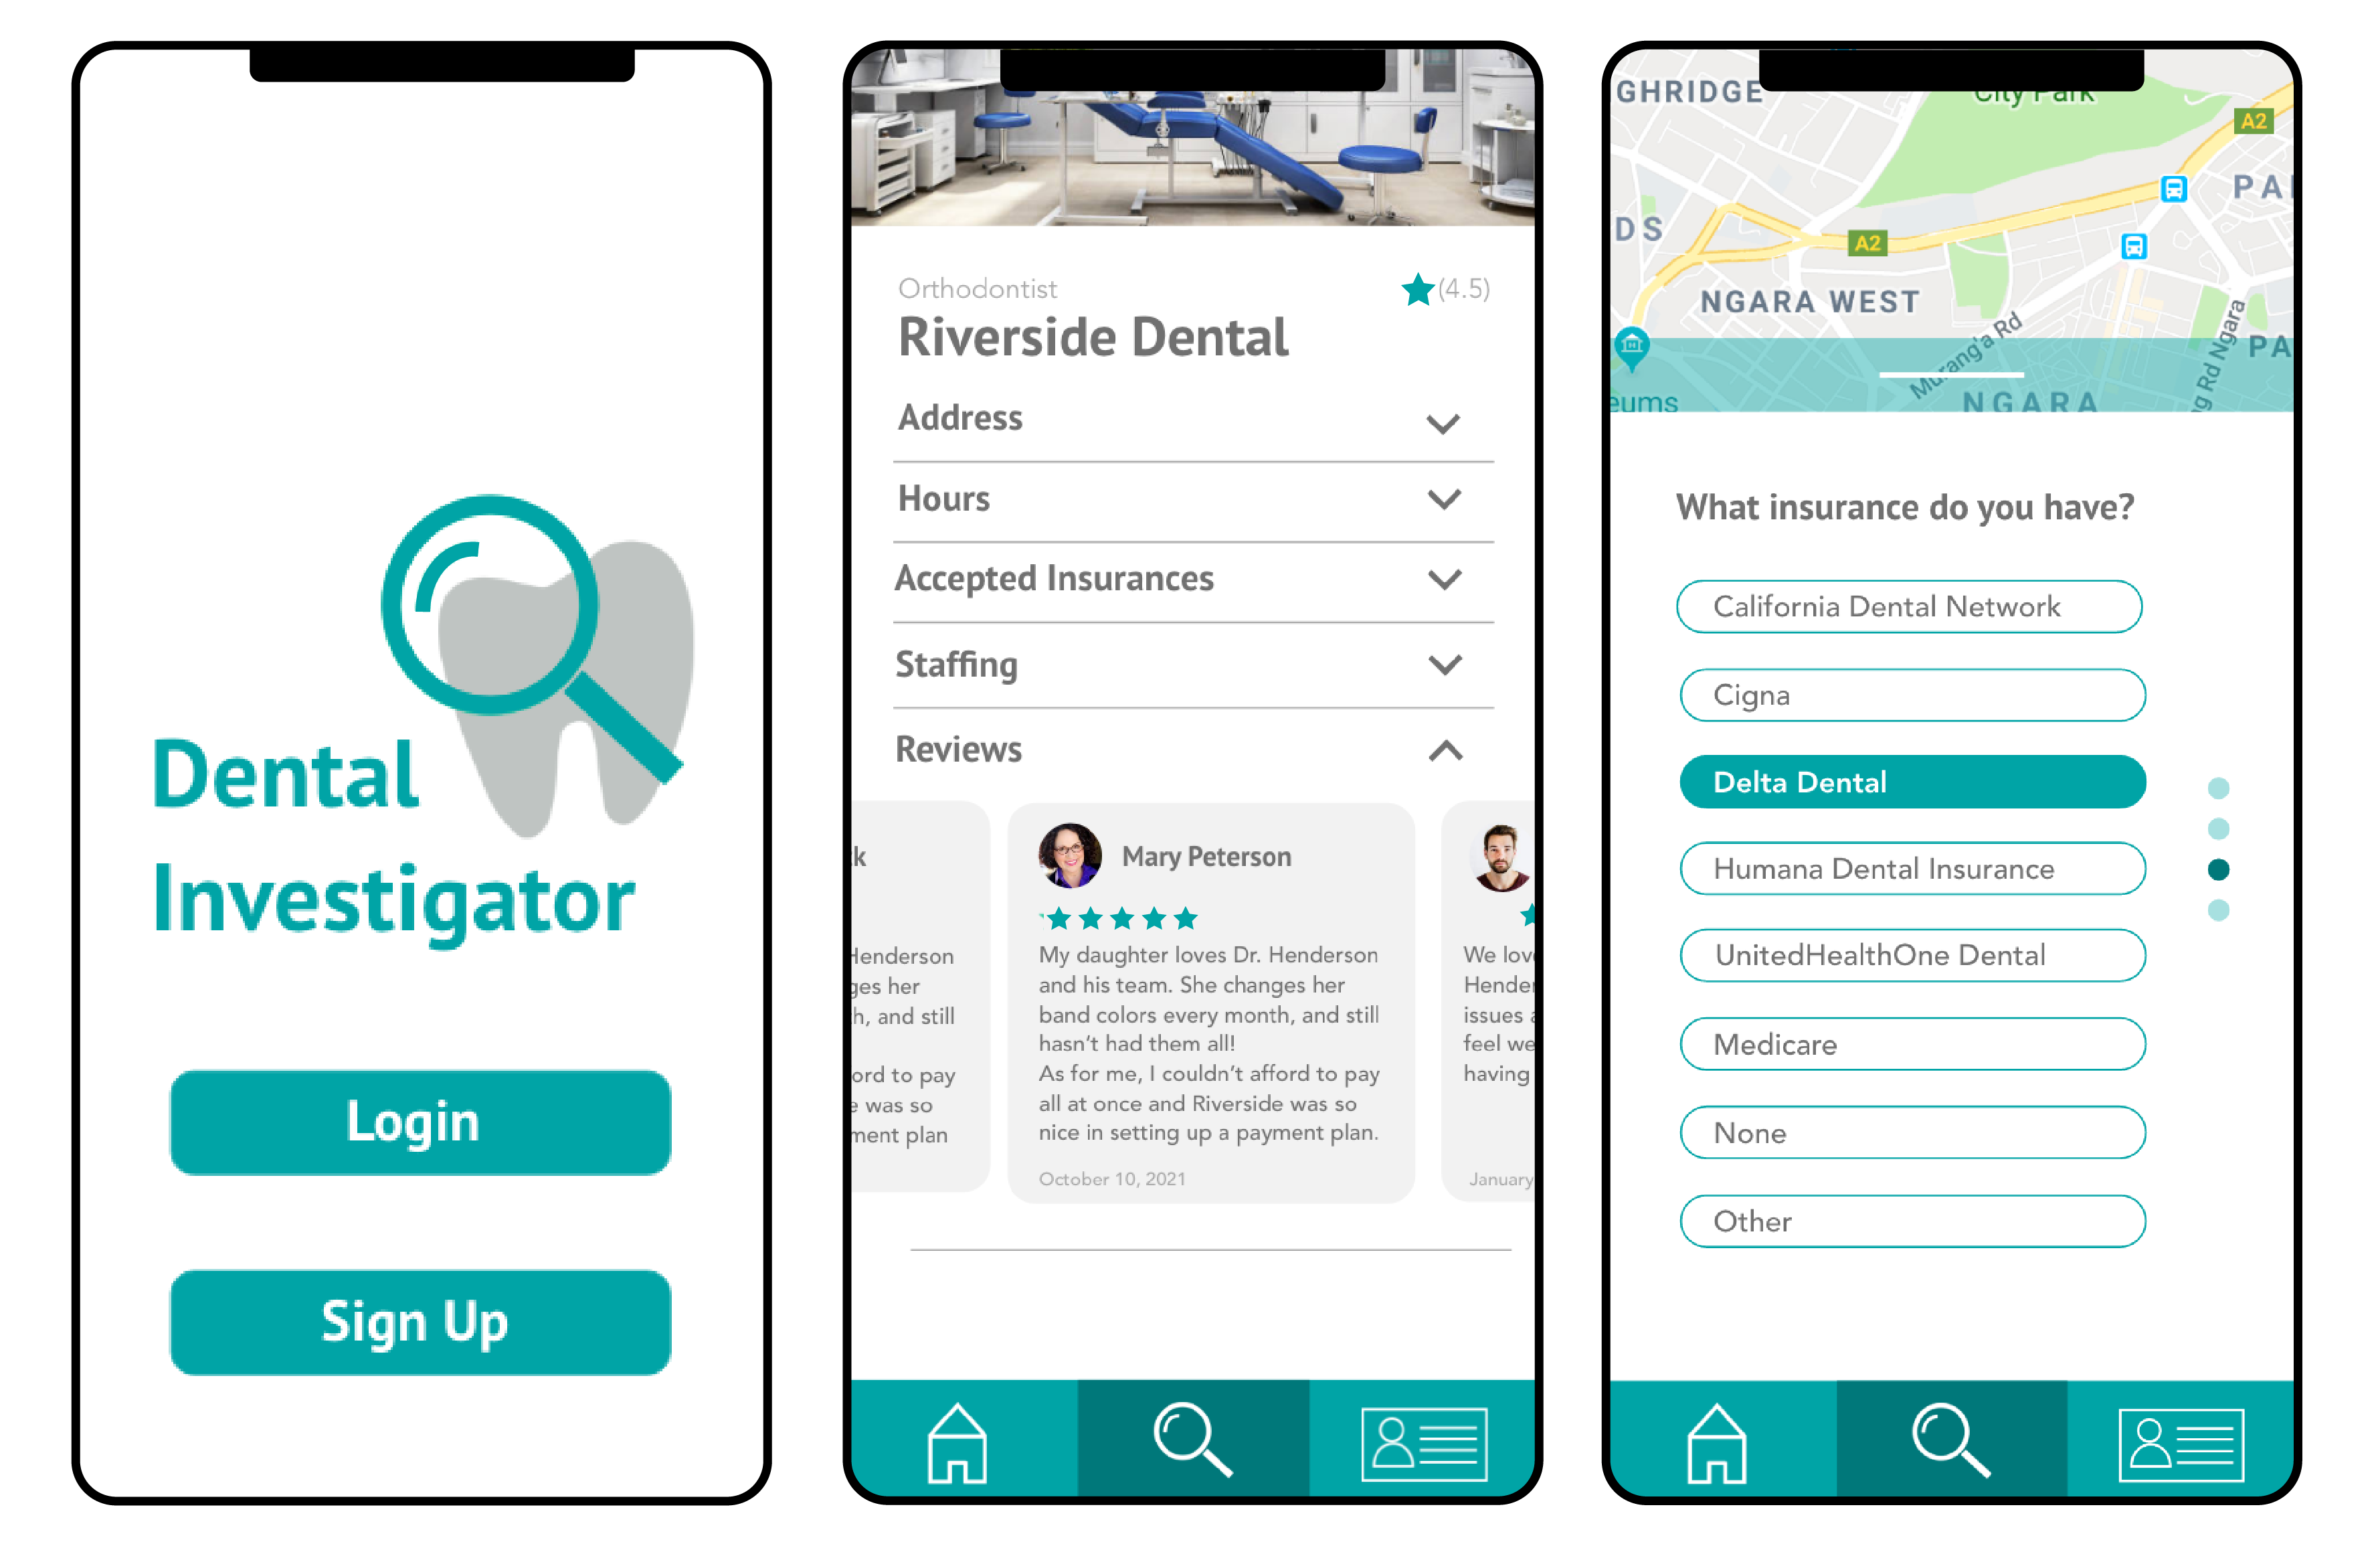 Dental
Investigator
Login
Sign Up
Orthodontist
(4.5)
Riverside Dental
Address
Hours
Accepted Insurances
Staffing
Reviews
k
Henderson
ges her
h, and still
ord to pay
e was so
ment plan
Mary Peterson
My daughter loves Dr. Henderson
and his team. She changes her
band colors every month, and still
hasn't had them all!
As for me, I couldn't afford to pay
all at once and Riverside was so
nice in setting up a payment plan.
October 10, 2021
We lov
Hender
issues
feel we
having
January
GHRIDGE
City Park
A2
PA
DS
A2
NGARA WEST
Murang'a Rd
ng Rd Ngara
PA
eums
NGARA
What insurance do you have?
California Dental Network
Cigna
Delta Dental
Humana Dental Insurance
UnitedHealthOne Dental
Medicare
None
Other